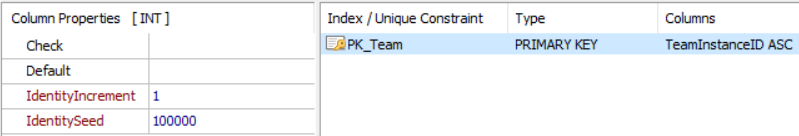 Column Properties [INT]
Check
Default
IdentityIncrement 1
IdentitySeed 100000
Index / Unique Constraint Type Columns
PK_Team PRIMARY KEY TeamInstanceID ASC